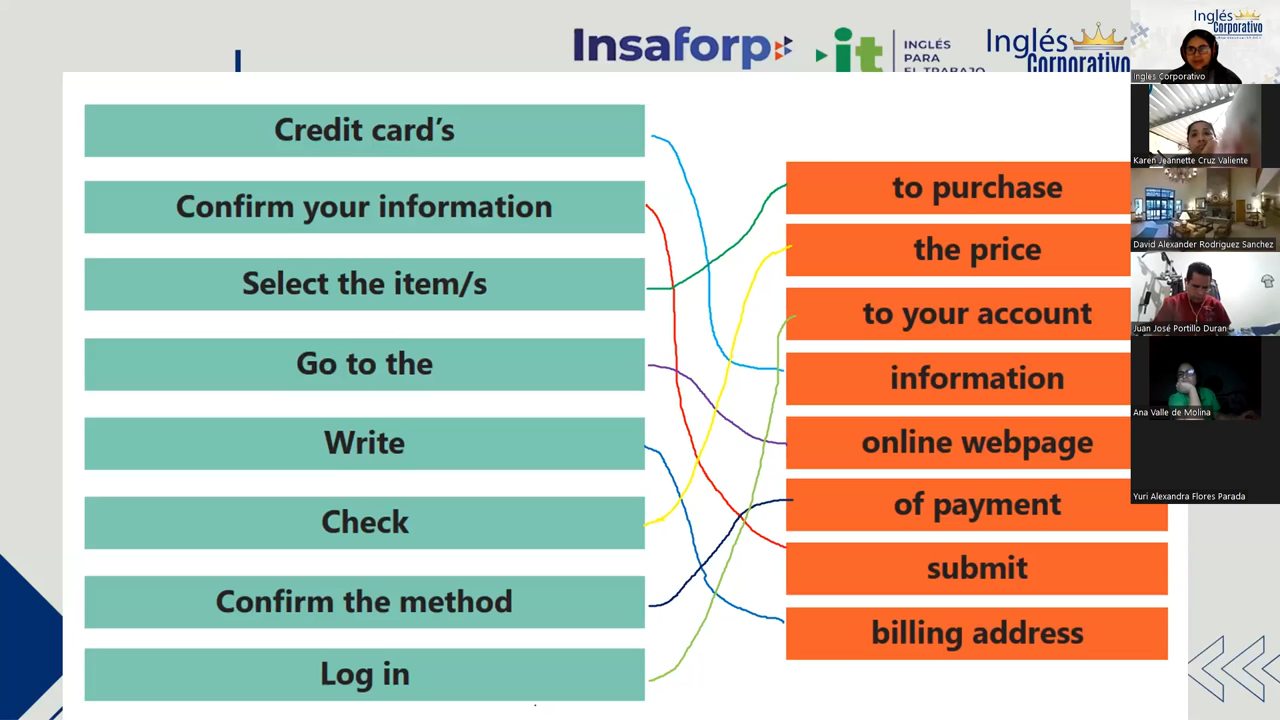 Insaforp
it
INGLÉS
PARA
EL TRABAJO
Inglés
Corporativo
Inglés
Corporativo
Inglés Corporativo
Karen Jeannette Cruz Valiente
David Alexander Rodriguez Sanchez
Juan José Portillo Duran
Ana Valle de Molina
Yuri Alexandra Flores Parada
Credit card’s
Confirm your information
Select the item/s
Go to the
Write
Check
Confirm the method
Log in
to purchase
the price
to your account
information
online webpage
of payment
submit
billing address